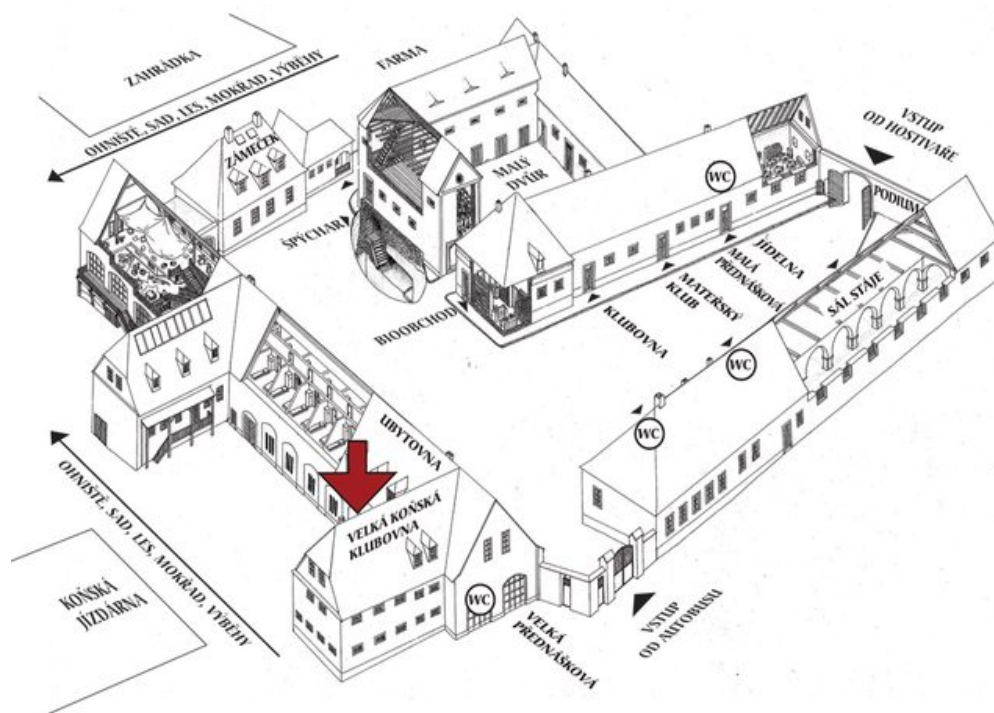 ZAHRÁDKA
OHNIŠTĚ, SAD, LES, MOKŘAD, VÝBĚHY
FARMA
ZÁMEČEK
ŠPÝCHAR
MALÝ
DVŮR
WC
VSTUP
OD HOSTIVAŘE
PODIUM
JÍDELNA
MALÁ
PŘEDNÁŠKOVÁ
MATEŘSKÝ
KLUB
KLUBOVNA
BIOOBCHOD
SÁL STÁJE
WC
WC
UBYTOVNA
VELKÁ KOŇSKÁ
KLUBOVNA
WC
VELKÁ
PŘEDNÁŠKOVÁ
VSTUP
OD AUTOBUSU
OHNIŠTĚ, SAD, LES, MOKŘAD, VÝBĚHY
KOŇSKÁ
JÍZDÁRNA